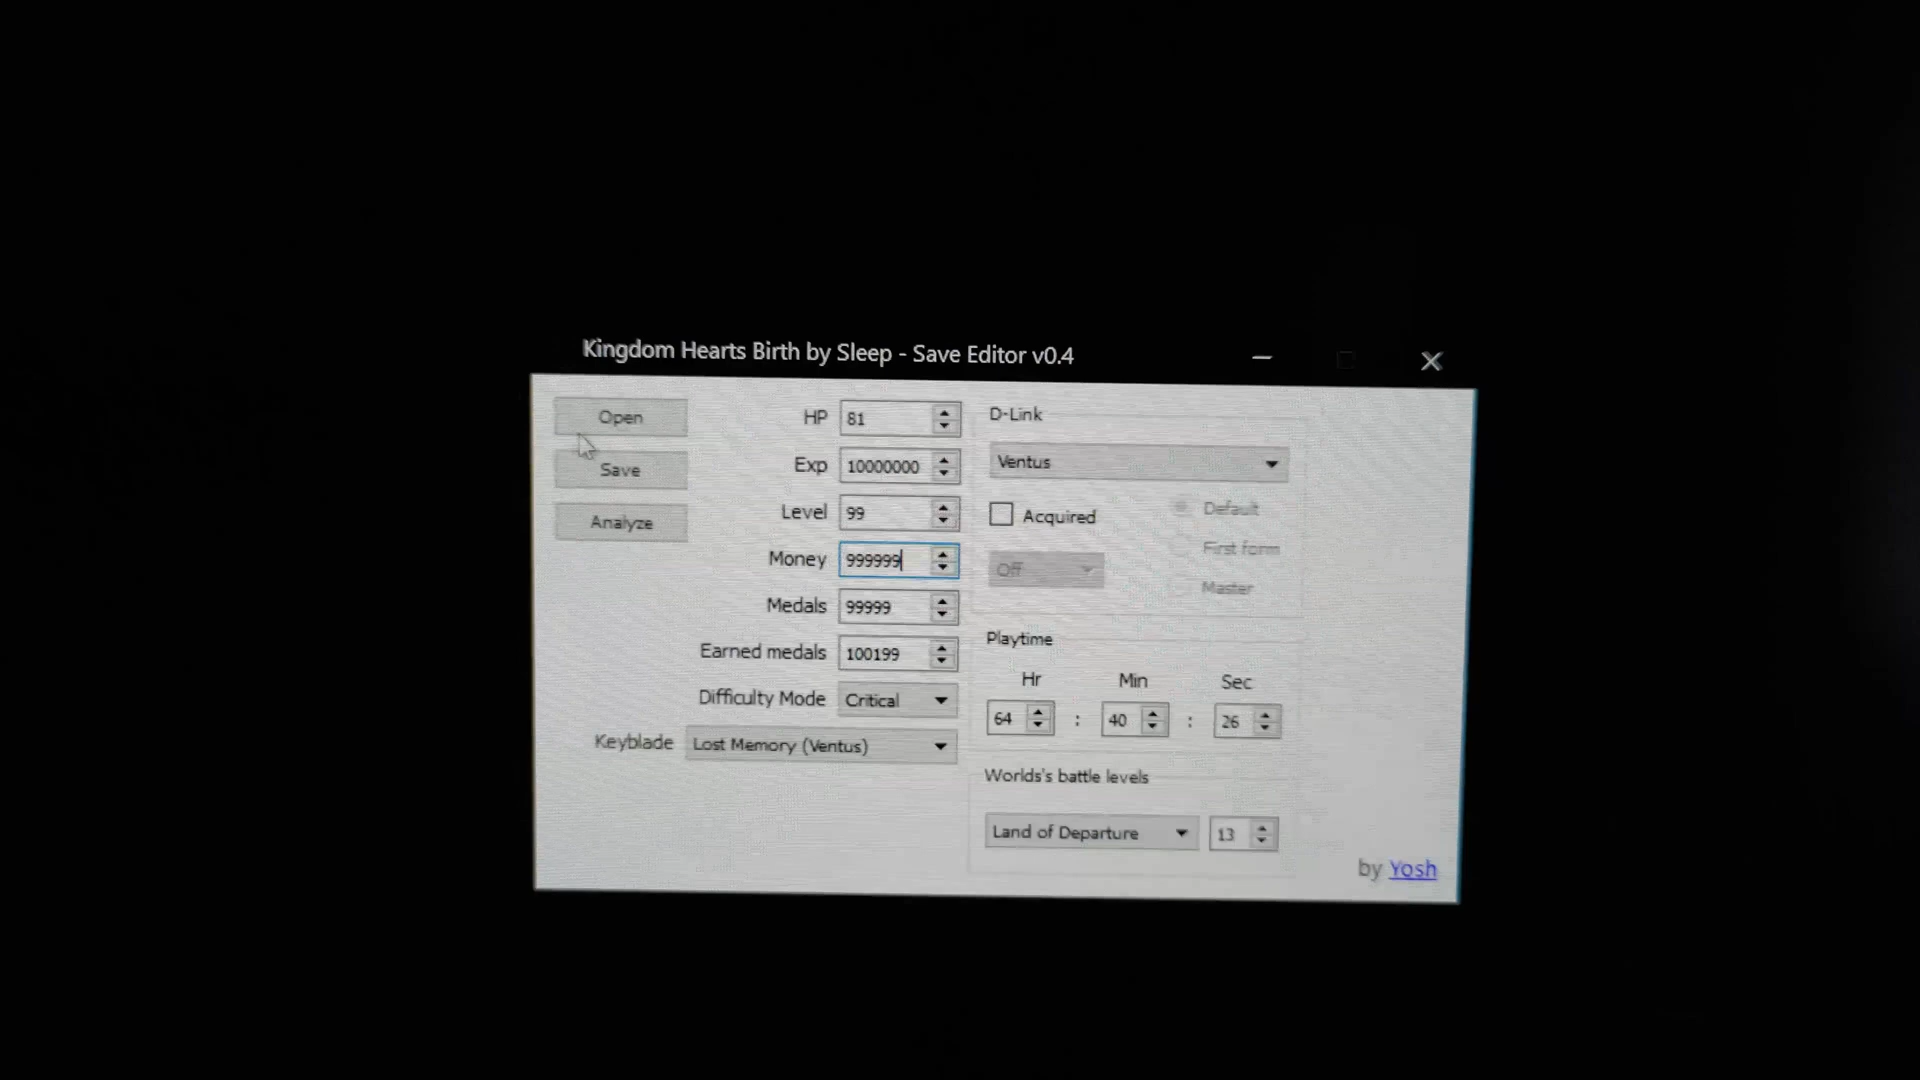 Kingdom Hearts Birth by Sleep - Save Editor v0.4
Open
Save
Analyze
HP 81
Exp 10000000
Level 99
Money 999999
Medals 99999
Earned medals 100199
Difficulty Mode Critical
Keyblade Lost Memory (Ventus)
D-Link
Ventus
Acquired
Default
First form
Off
Master
Playtime
Hr Min Sec
64 : 40 : 26
Worlds's battle levels
Land of Departure 13
by Yosh